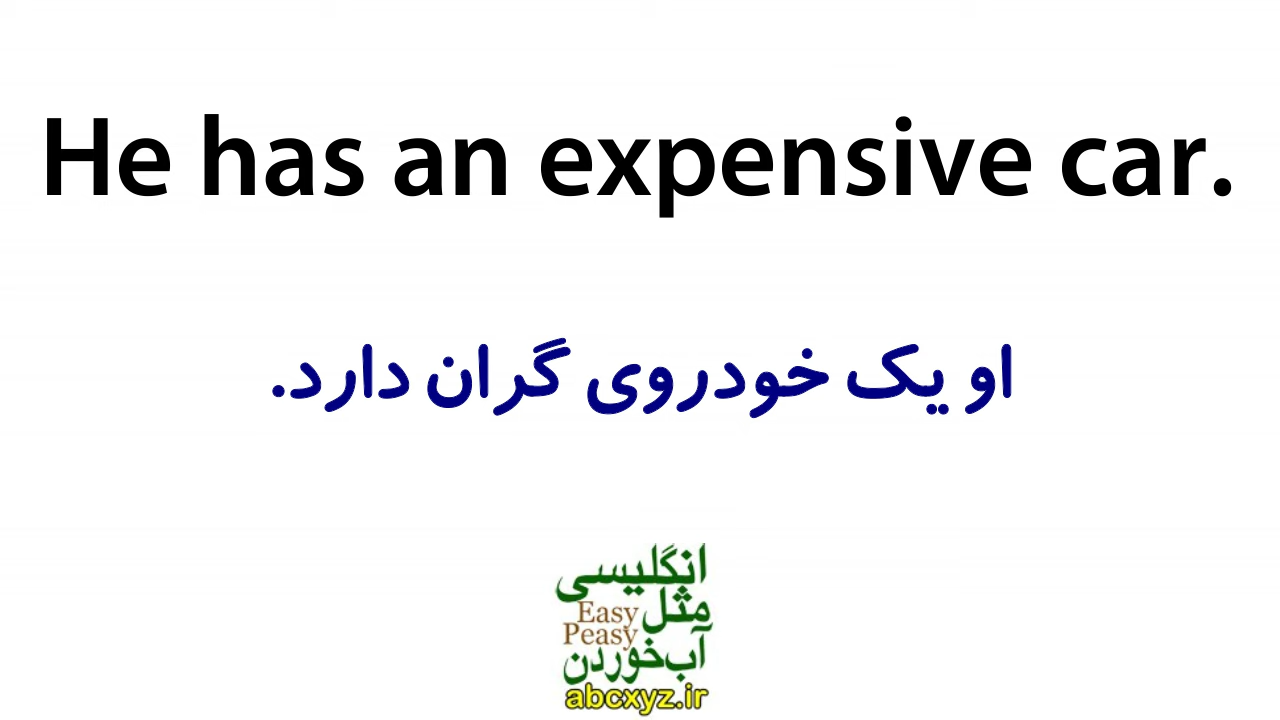 He has an expensive car.
او یک خودروی گران دارد.
انگلیسی
مثل
Easy
Peasy
آب‌خوردن
abcxyz.ir